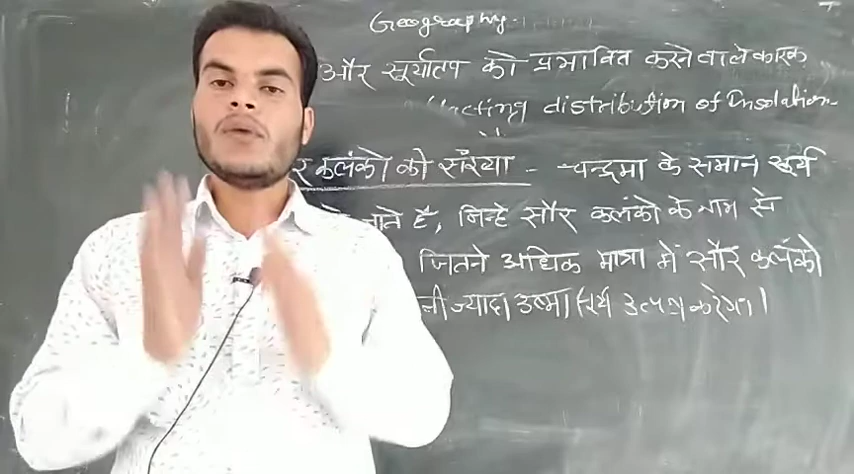 Geography
और सूर्यातप को प्रभावित करने वाले कारक
distribution of Insolation
कलंको की संख्या - चन्द्रमा के समान सूर्य
जाते है, जिन्हे सौर कलंको के नाम से
जितने अधिक मात्रा में सौर कलंको
ज्यादा उष्मा सूर्य उत्पन्न करेगा।